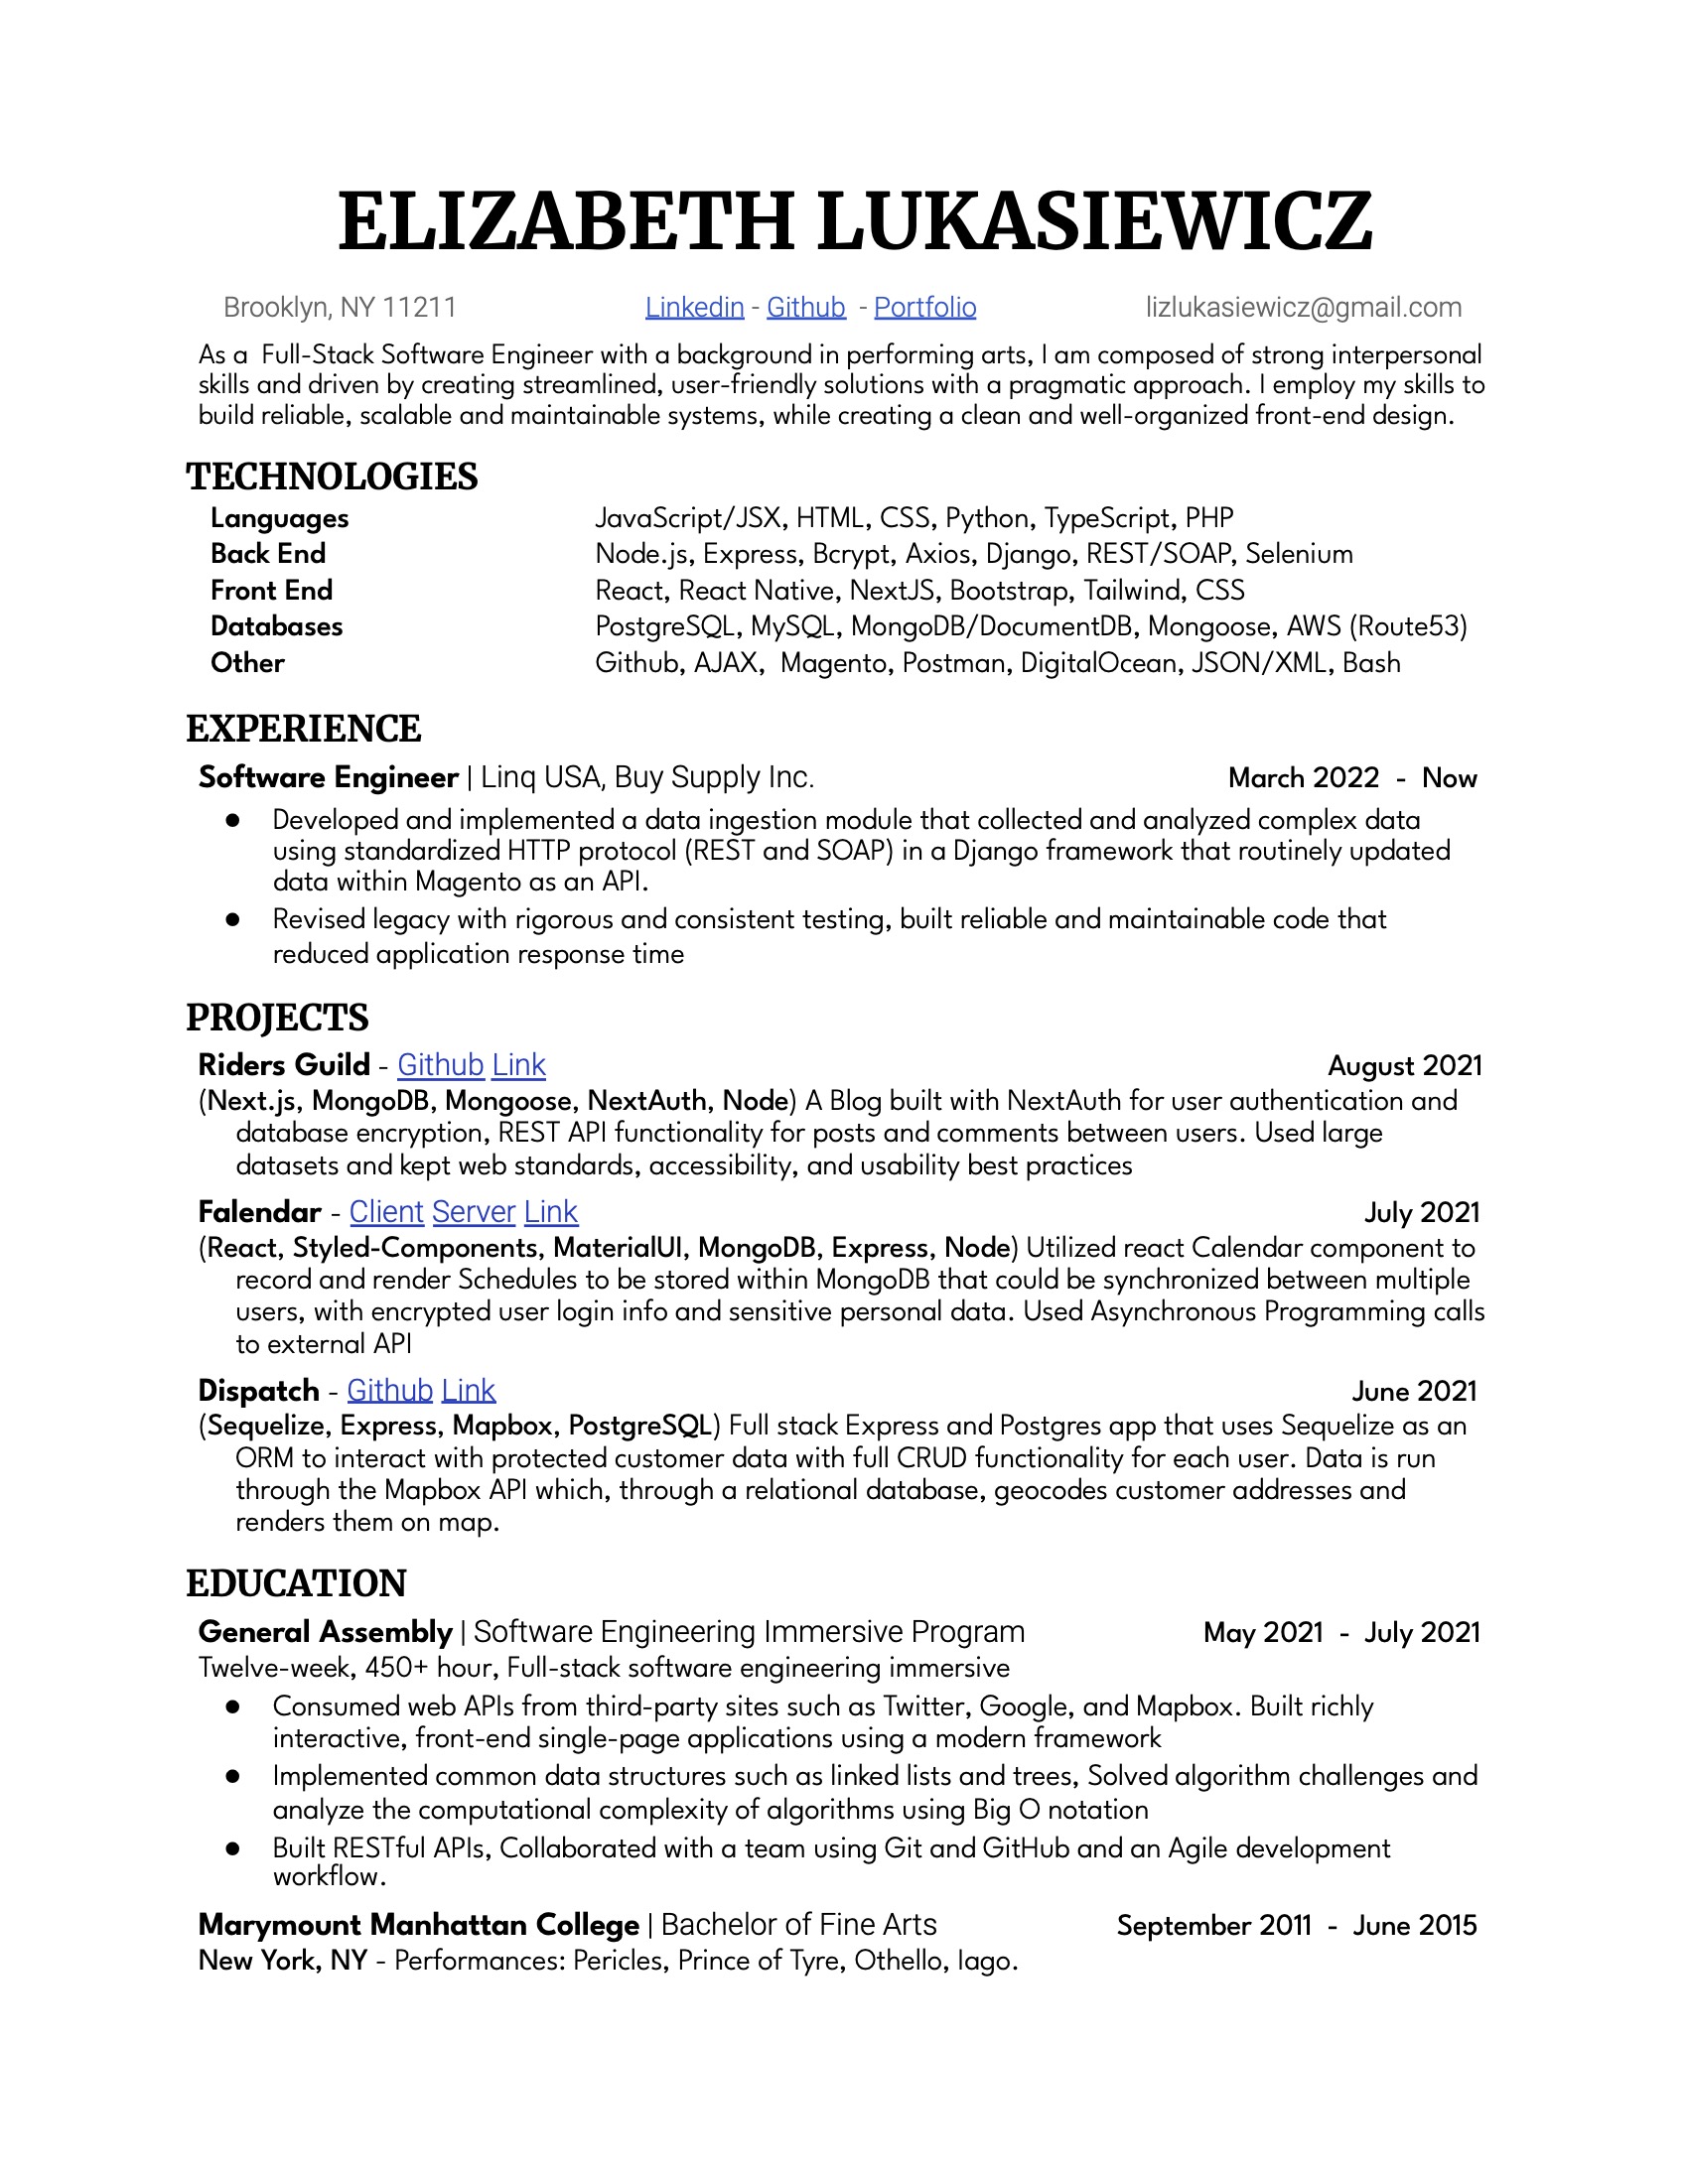 ELIZABETH LUKASIEWICZ
Brooklyn, NY 11211 Linkedin - Github - Portfolio lizlukasiewicz@gmail.com
As a Full-Stack Software Engineer with a background in performing arts, I am composed of strong interpersonal
skills and driven by creating streamlined, user-friendly solutions with a pragmatic approach. I employ my skills to
build reliable, scalable and maintainable systems, while creating a clean and well-organized front-end design.
TECHNOLOGIES
Languages JavaScript/JSX, HTML, CSS, Python, TypeScript, PHP
Back End Node.js, Express, Bcrypt, Axios, Django, REST/SOAP, Selenium
Front End React, React Native, NextJS, Bootstrap, Tailwind, CSS
Databases PostgreSQL, MySQL, MongoDB/DocumentDB, Mongoose, AWS (Route53)
Other Github, AJAX, Magento, Postman, DigitalOcean, JSON/XML, Bash
EXPERIENCE
Software Engineer | Linq USA, Buy Supply Inc. March 2022 - Now
● Developed and implemented a data ingestion module that collected and analyzed complex data
using standardized HTTP protocol (REST and SOAP) in a Django framework that routinely updated
data within Magento as an API.
● Revised legacy with rigorous and consistent testing, built reliable and maintainable code that
reduced application response time
PROJECTS
Riders Guild - Github Link August 2021
(Next.js, MongoDB, Mongoose, NextAuth, Node) A Blog built with NextAuth for user authentication and
database encryption, REST API functionality for posts and comments between users. Used large
datasets and kept web standards, accessibility, and usability best practices
Falendar - Client Server Link July 2021
(React, Styled-Components, MaterialUI, MongoDB, Express, Node) Utilized react Calendar component to
record and render Schedules to be stored within MongoDB that could be synchronized between multiple
users, with encrypted user login info and sensitive personal data. Used Asynchronous Programming calls
to external API
Dispatch - Github Link June 2021
(Sequelize, Express, Mapbox, PostgreSQL) Full stack Express and Postgres app that uses Sequelize as an
ORM to interact with protected customer data with full CRUD functionality for each user. Data is run
through the Mapbox API which, through a relational database, geocodes customer addresses and
renders them on map.
EDUCATION
General Assembly | Software Engineering Immersive Program May 2021 - July 2021
Twelve-week, 450+ hour, Full-stack software engineering immersive
● Consumed web APIs from third-party sites such as Twitter, Google, and Mapbox. Built richly
interactive, front-end single-page applications using a modern framework
● Implemented common data structures such as linked lists and trees, Solved algorithm challenges and
analyze the computational complexity of algorithms using Big O notation
● Built RESTful APIs, Collaborated with a team using Git and GitHub and an Agile development
workflow.
Marymount Manhattan College | Bachelor of Fine Arts September 2011 - June 2015
New York, NY - Performances: Pericles, Prince of Tyre, Othello, Iago.